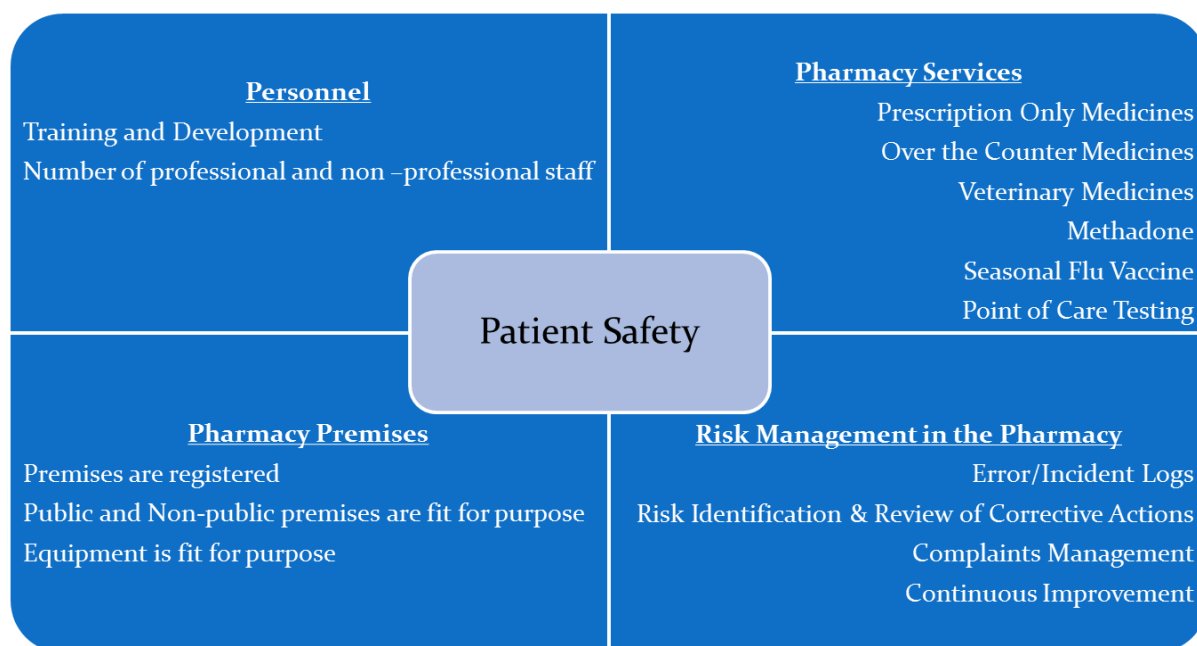 Personnel
Training and Development
Number of professional and non –professional staff
Pharmacy Services
Prescription Only Medicines
Over the Counter Medicines
Veterinary Medicines
Methadone
Seasonal Flu Vaccine
Point of Care Testing
Patient Safety
Pharmacy Premises
Premises are registered
Public and Non-public premises are fit for purpose
Equipment is fit for purpose
Risk Management in the Pharmacy
Error/Incident Logs
Risk Identification & Review of Corrective Actions
Complaints Management
Continuous Improvement